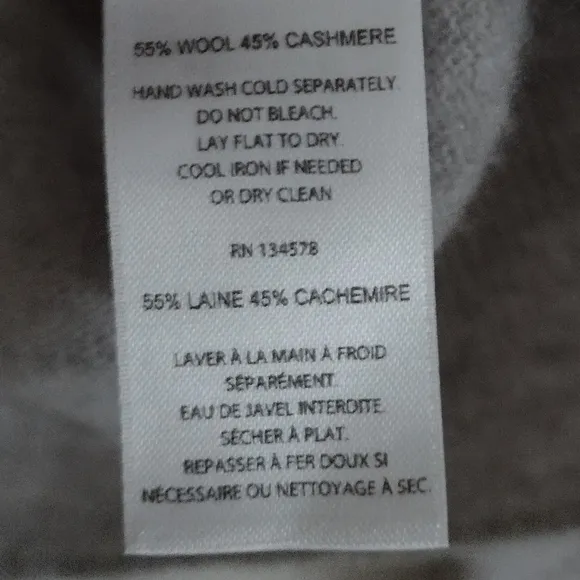 55% WOOL 45% CASHMERE
HAND WASH COLD SEPARATELY.
DO NOT BLEACH.
LAY FLAT TO DRY.
COOL IRON IF NEEDED
OR DRY CLEAN
RN 134578
55% LAINE 45% CACHEMIRE
LAVER À LA MAIN À FROID
SÉPARÉMENT.
EAU DE JAVEL INTERDITE.
SÉCHER À PLAT.
REPASSER À FER DOUX SI
NÉCESSAIRE OU NETTOYAGE À SEC.